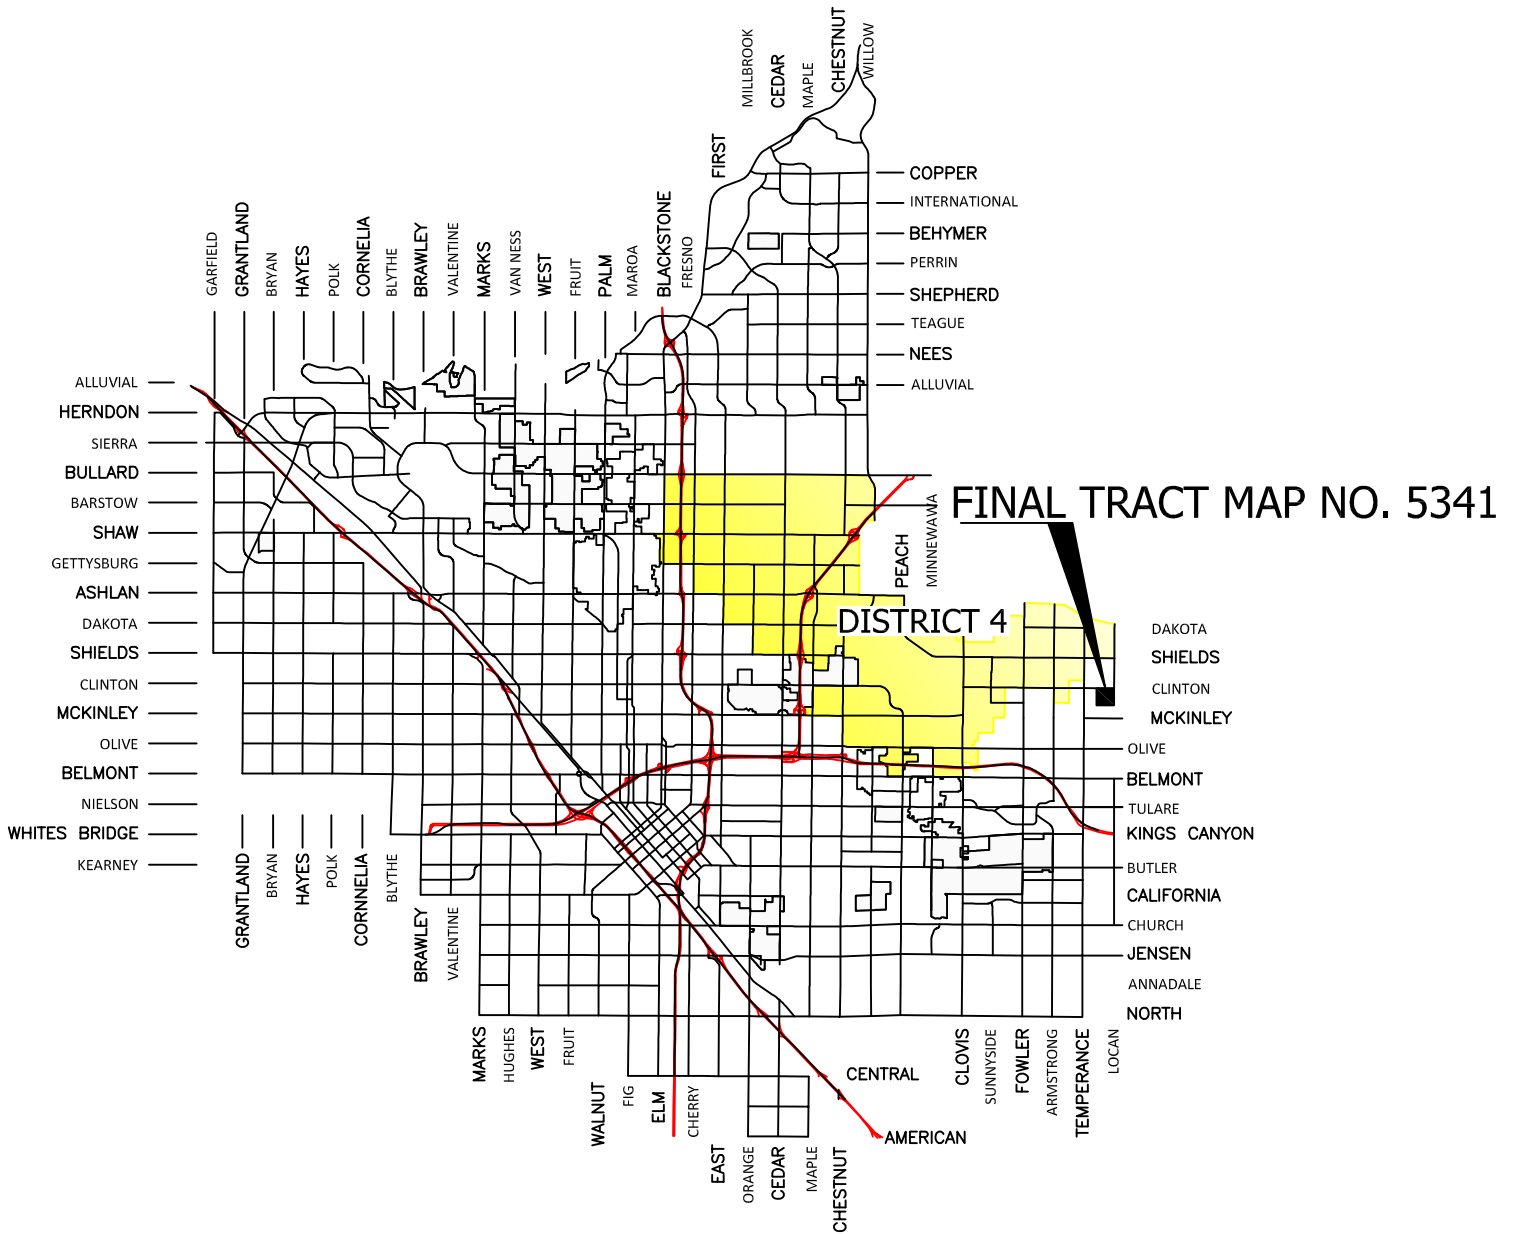 MILLBROOK
CEDAR
MAPLE
CHESTNUT
WILLOW
FIRST
COPPER
INTERNATIONAL
BEHYMER
PERRIN
SHEPHERD
TEAGUE
NEES
ALLUVIAL
GARFIELD
GRANTLAND
BRYAN
HAYES
POLK
CORNELIA
BLYTHE
BRAWLEY
VALENTINE
MARKS
VAN NESS
WEST
FRUIT
PALM
MAROA
BLACKSTONE
FRESNO
ALLUVIAL
HERNDON
SIERRA
BULLARD
BARSTOW
SHAW
GETTYSBURG
ASHLAN
DAKOTA
SHIELDS
CLINTON
MCKINLEY
OLIVE
BELMONT
NIELSON
WHITES BRIDGE
KEARNEY
FINAL TRACT MAP NO. 5341
PEACH
MINNEWAWA
DISTRICT 4
DAKOTA
SHIELDS
CLINTON
MCKINLEY
OLIVE
BELMONT
TULARE
KINGS CANYON
BUTLER
CALIFORNIA
CHURCH
JENSEN
ANNADALE
NORTH
GRANTLAND
BRYAN
HAYES
POLK
CORNNELIA
BLYTHE
BRAWLEY
VALENTINE
MARKS
HUGHES
WEST
FRUIT
WALNUT
FIG
ELM
CHERRY
EAST
ORANGE
CEDAR
MAPLE
CHESTNUT
CENTRAL
AMERICAN
CLOVIS
SUNNYSIDE
FOWLER
ARMSTRONG
TEMPERANCE
LOCAN